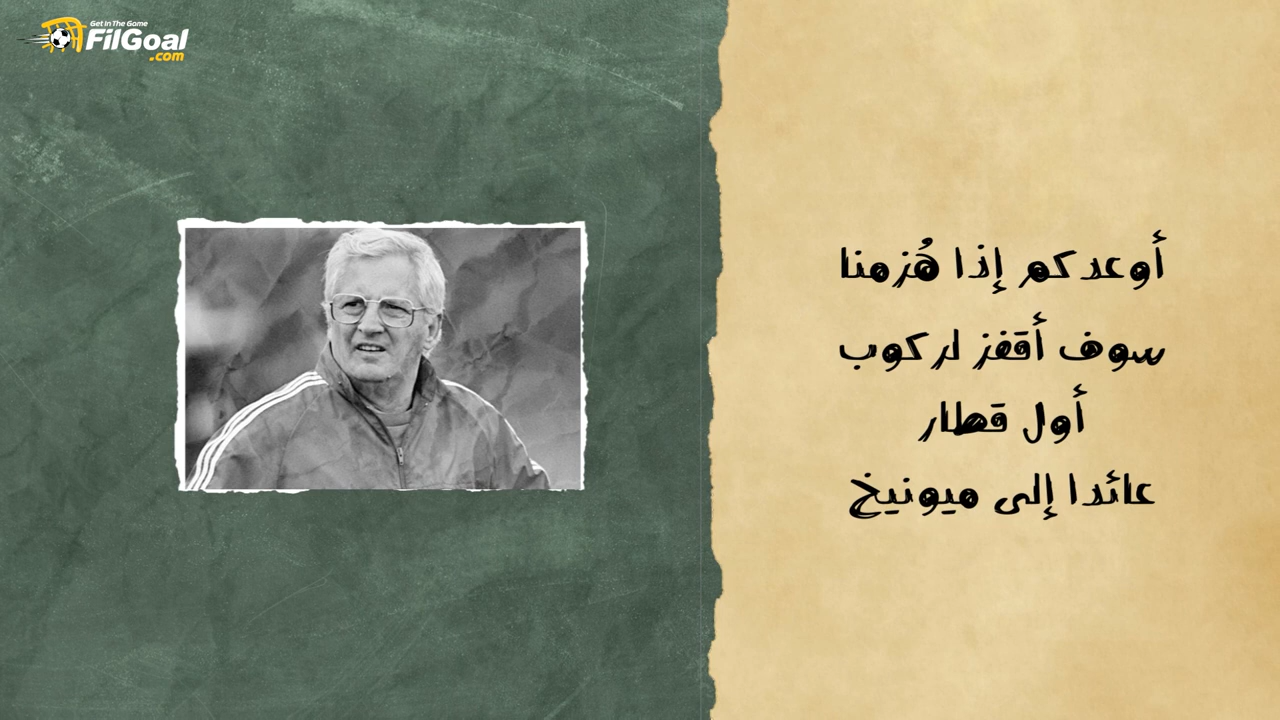 Get In The Game
FilGoal
.com
أوعدكم إذا هُزمنا
سوف أقفز لركوب
أول قطار
عائدا إلى ميونيخ